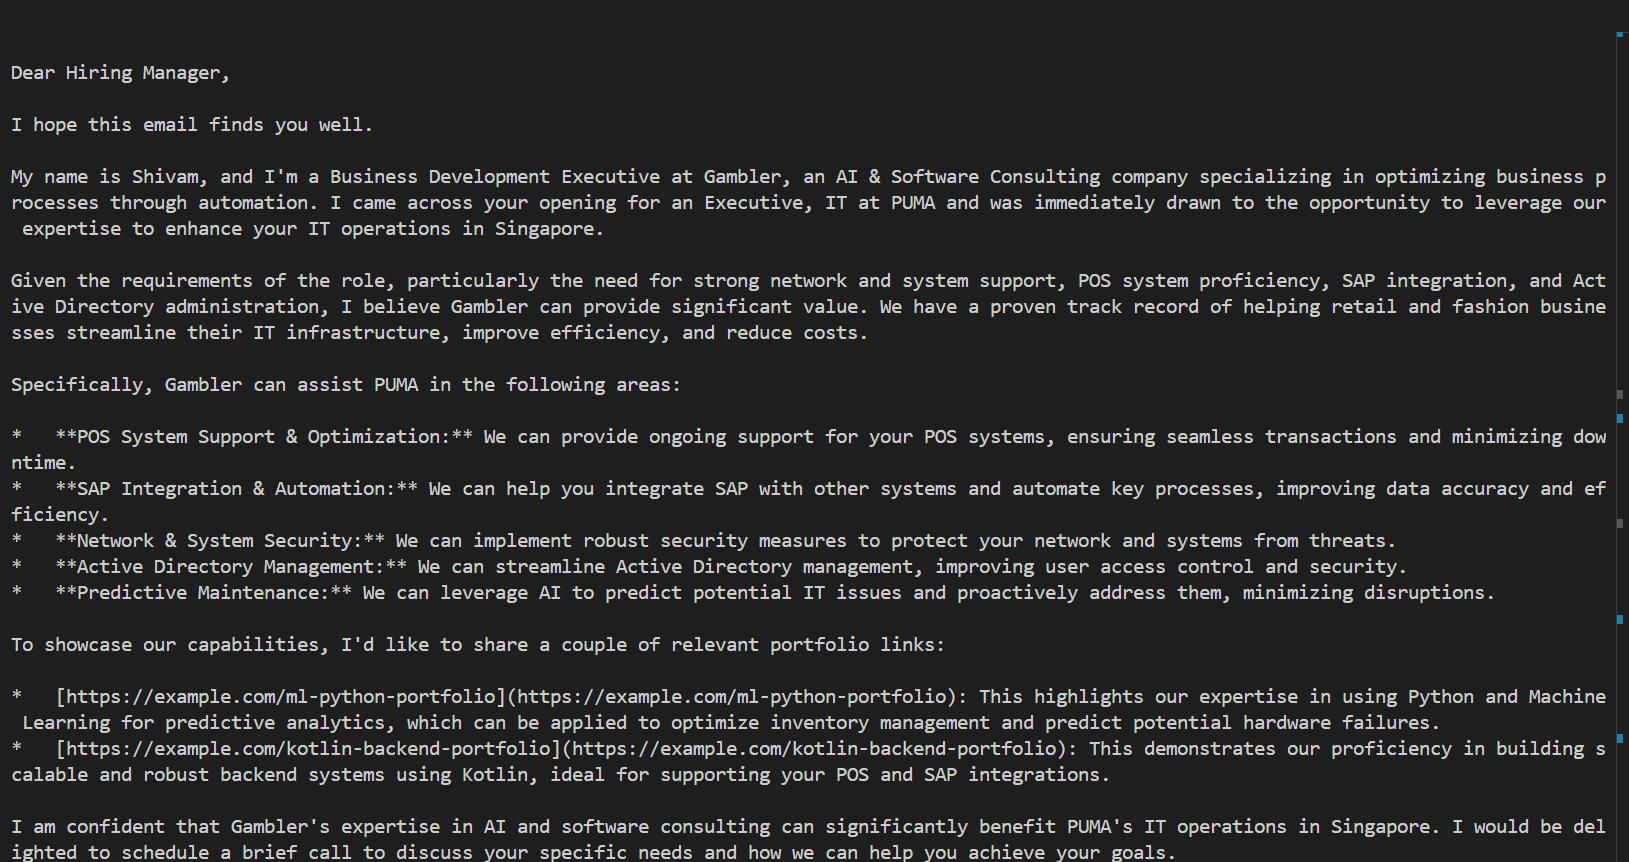 Dear Hiring Manager,
I hope this email finds you well.
My name is Shivam, and I'm a Business Development Executive at Gambler, an AI & Software Consulting company specializing in optimizing business p
rocesses through automation. I came across your opening for an Executive, IT at PUMA and was immediately drawn to the opportunity to leverage our
 expertise to enhance your IT operations in Singapore.
Given the requirements of the role, particularly the need for strong network and system support, POS system proficiency, SAP integration, and Act
ive Directory administration, I believe Gambler can provide significant value. We have a proven track record of helping retail and fashion busine
sses streamline their IT infrastructure, improve efficiency, and reduce costs.
Specifically, Gambler can assist PUMA in the following areas:
*   **POS System Support & Optimization:** We can provide ongoing support for your POS systems, ensuring seamless transactions and minimizing dow
ntime.
*   **SAP Integration & Automation:** We can help you integrate SAP with other systems and automate key processes, improving data accuracy and ef
ficiency.
*   **Network & System Security:** We can implement robust security measures to protect your network and systems from threats.
*   **Active Directory Management:** We can streamline Active Directory management, improving user access control and security.
*   **Predictive Maintenance:** We can leverage AI to predict potential IT issues and proactively address them, minimizing disruptions.
To showcase our capabilities, I'd like to share a couple of relevant portfolio links:
*   [https://example.com/ml-python-portfolio](https://example.com/ml-python-portfolio): This highlights our expertise in using Python and Machine
 Learning for predictive analytics, which can be applied to optimize inventory management and predict potential hardware failures.
*   [https://example.com/kotlin-backend-portfolio](https://example.com/kotlin-backend-portfolio): This demonstrates our proficiency in building s
calable and robust backend systems using Kotlin, ideal for supporting your POS and SAP integrations.
I am confident that Gambler's expertise in AI and software consulting can significantly benefit PUMA's IT operations in Singapore. I would be del
ighted to schedule a brief call to discuss your specific needs and how we can help you achieve your goals.